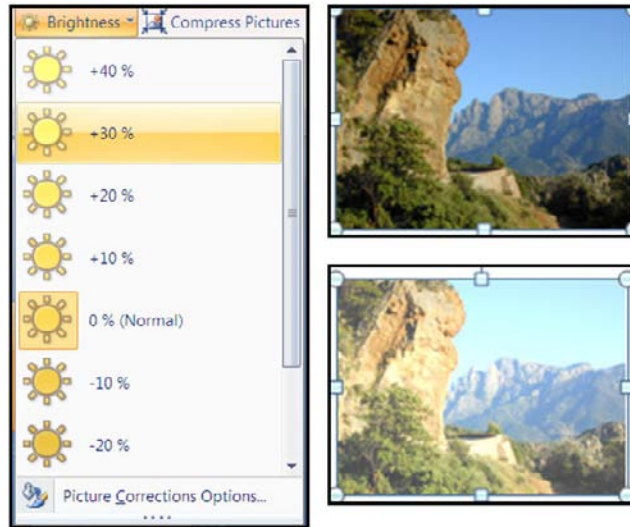 Brightness Compress Pictures
+40 %
+30 %
+20 %
+10 %
0 % (Normal)
-10 %
-20 %
Picture Corrections Options...